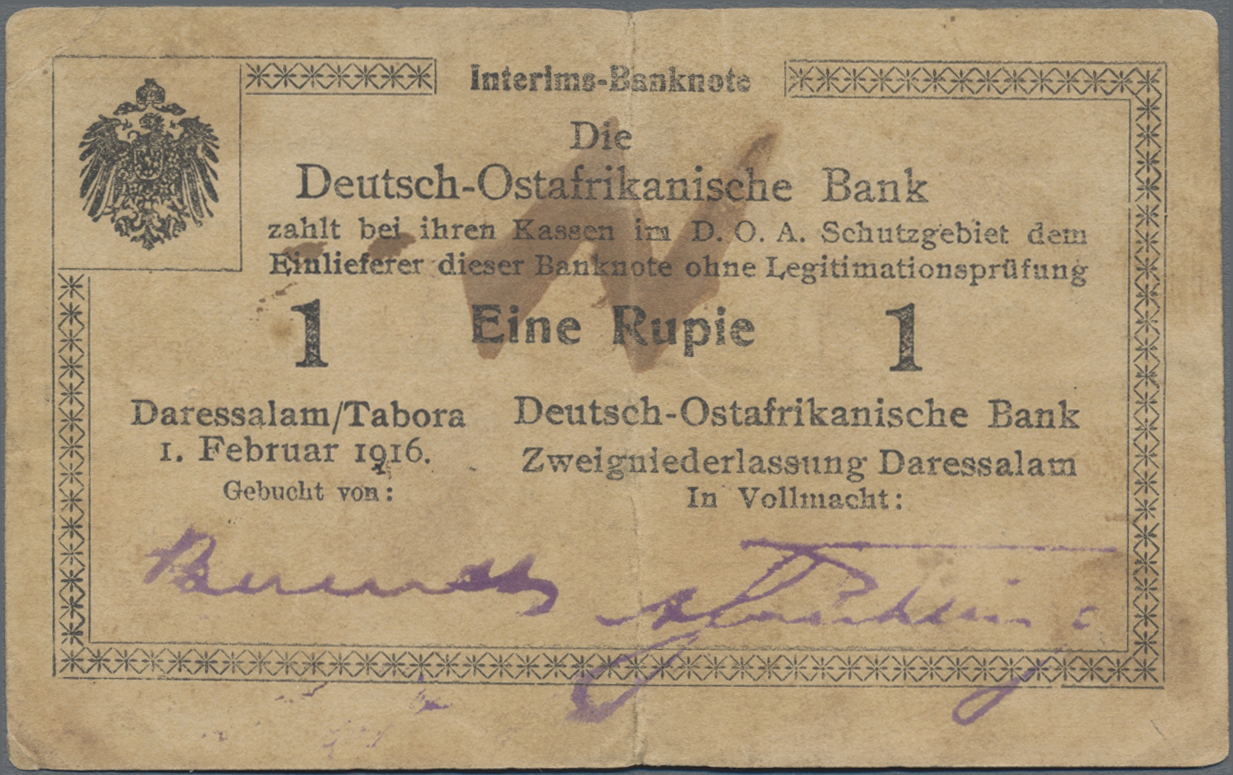 Interims-Banknote
Die
Deutsch-Ostafrikanische Bank
zahlt bei ihren Kassen im D. O. A. Schutzgebiet dem
Einlieferer dieser Banknote ohne Legitimationsprüfung
1 Eine Rupie 1
Daressalam/Tabora
1. Februar 1916.
Gebucht von:
Deutsch-Ostafrikanische Bank
Zweigniederlassung Daressalam
In Vollmacht: